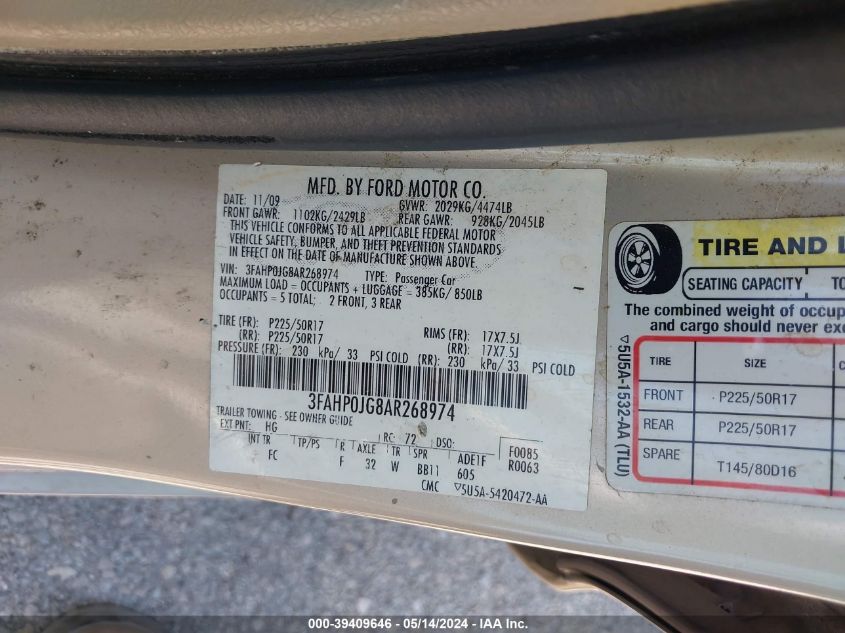 MFD. BY FORD MOTOR CO.
DATE: 11/09 GVWR: 2029KG/4474LB
FRONT GAWR: 1102KG/2429LB REAR GAWR: 928KG/2045LB
THIS VEHICLE CONFORMS TO ALL APPLICABLE FEDERAL MOTOR
VEHICLE SAFETY, BUMPER, AND THEFT PREVENTION STANDARDS
IN EFFECT ON THE DATE OF MANUFACTURE SHOWN ABOVE.
VIN: 3FAHP0JG8AR268974 TYPE: Passenger Car
MAXIMUM LOAD = OCCUPANTS + LUGGAGE = 385KG/ 850LB
OCCUPANTS = 5 TOTAL; 2 FRONT, 3 REAR
TIRE (FR): P225/50R17 RIMS (FR): 17X7.5J
(RR): P225/50R17 (RR): 17X7.5J
PRESSURE (FR): 230 kPa/ 33 PSI COLD (RR): 230 kPa/ 33 PSI COLD
3FAHP0JG8AR268974
TRAILER TOWING - SEE OWNER GUIDE
EXT PNT: HG RC: 72 DSO: F0085
INT TR TP/PS R AXLE TR SPR ADE1F R0063
FC F 32 W BB11 605
CMC ▽5U5A-5420472-AA
TIRE AND L
SEATING CAPACITY TO
The combined weight of occup
and cargo should never exc
▽5U5A-1532-AA (TLU)
TIRE SIZE C
FRONT P225/50R17
REAR P225/50R17
SPARE T145/80D16
000-39409646 - 05/14/2024 - IAA Inc.